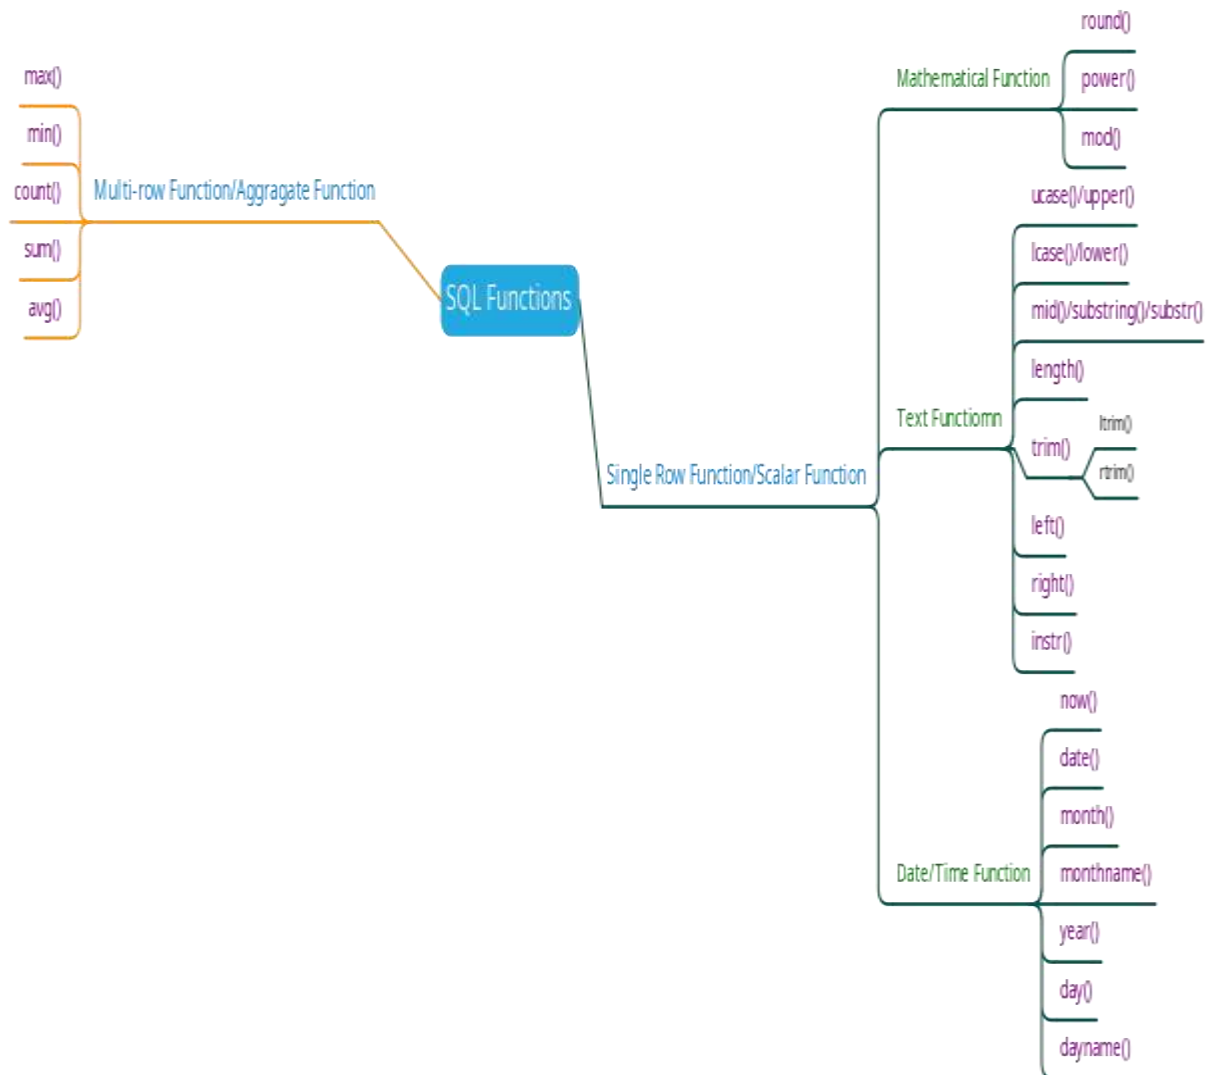 SQL Functions
Multi-row Function/Aggragate Function
max()
min()
count()
sum()
avg()
Single Row Function/Scalar Function
Mathematical Function
round()
power()
mod()
Text Functiomn
ucase()/upper()
lcase()/lower()
mid()/substring()/substr()
length()
trim()
ltrim()
rtrim()
left()
right()
instr()
Date/Time Function
now()
date()
month()
monthname()
year()
day()
dayname()